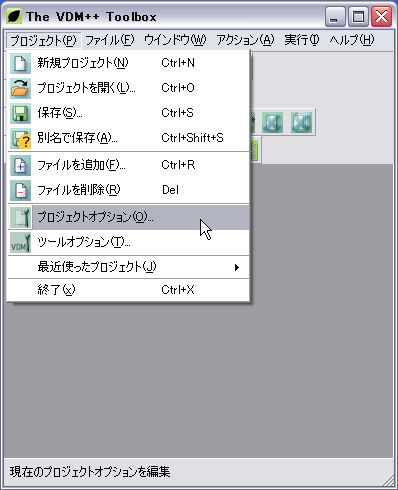 The VDM++ Toolbox
プロジェクト(P) ファイル(F) ウインドウ(W) アクション(A) 実行(I) ヘルプ(H)
新規プロジェクト(N) Ctrl+N
プロジェクトを開く(L)... Ctrl+O
保存(S)... Ctrl+S
別名で保存(A)... Ctrl+Shift+S
ファイルを追加(F)... Ctrl+R
ファイルを削除(R) Del
プロジェクトオプション(O)...
VDM ツールオプション(T)...
最近使ったプロジェクト(J)
終了(x) Ctrl+X
現在のプロジェクトオプションを編集